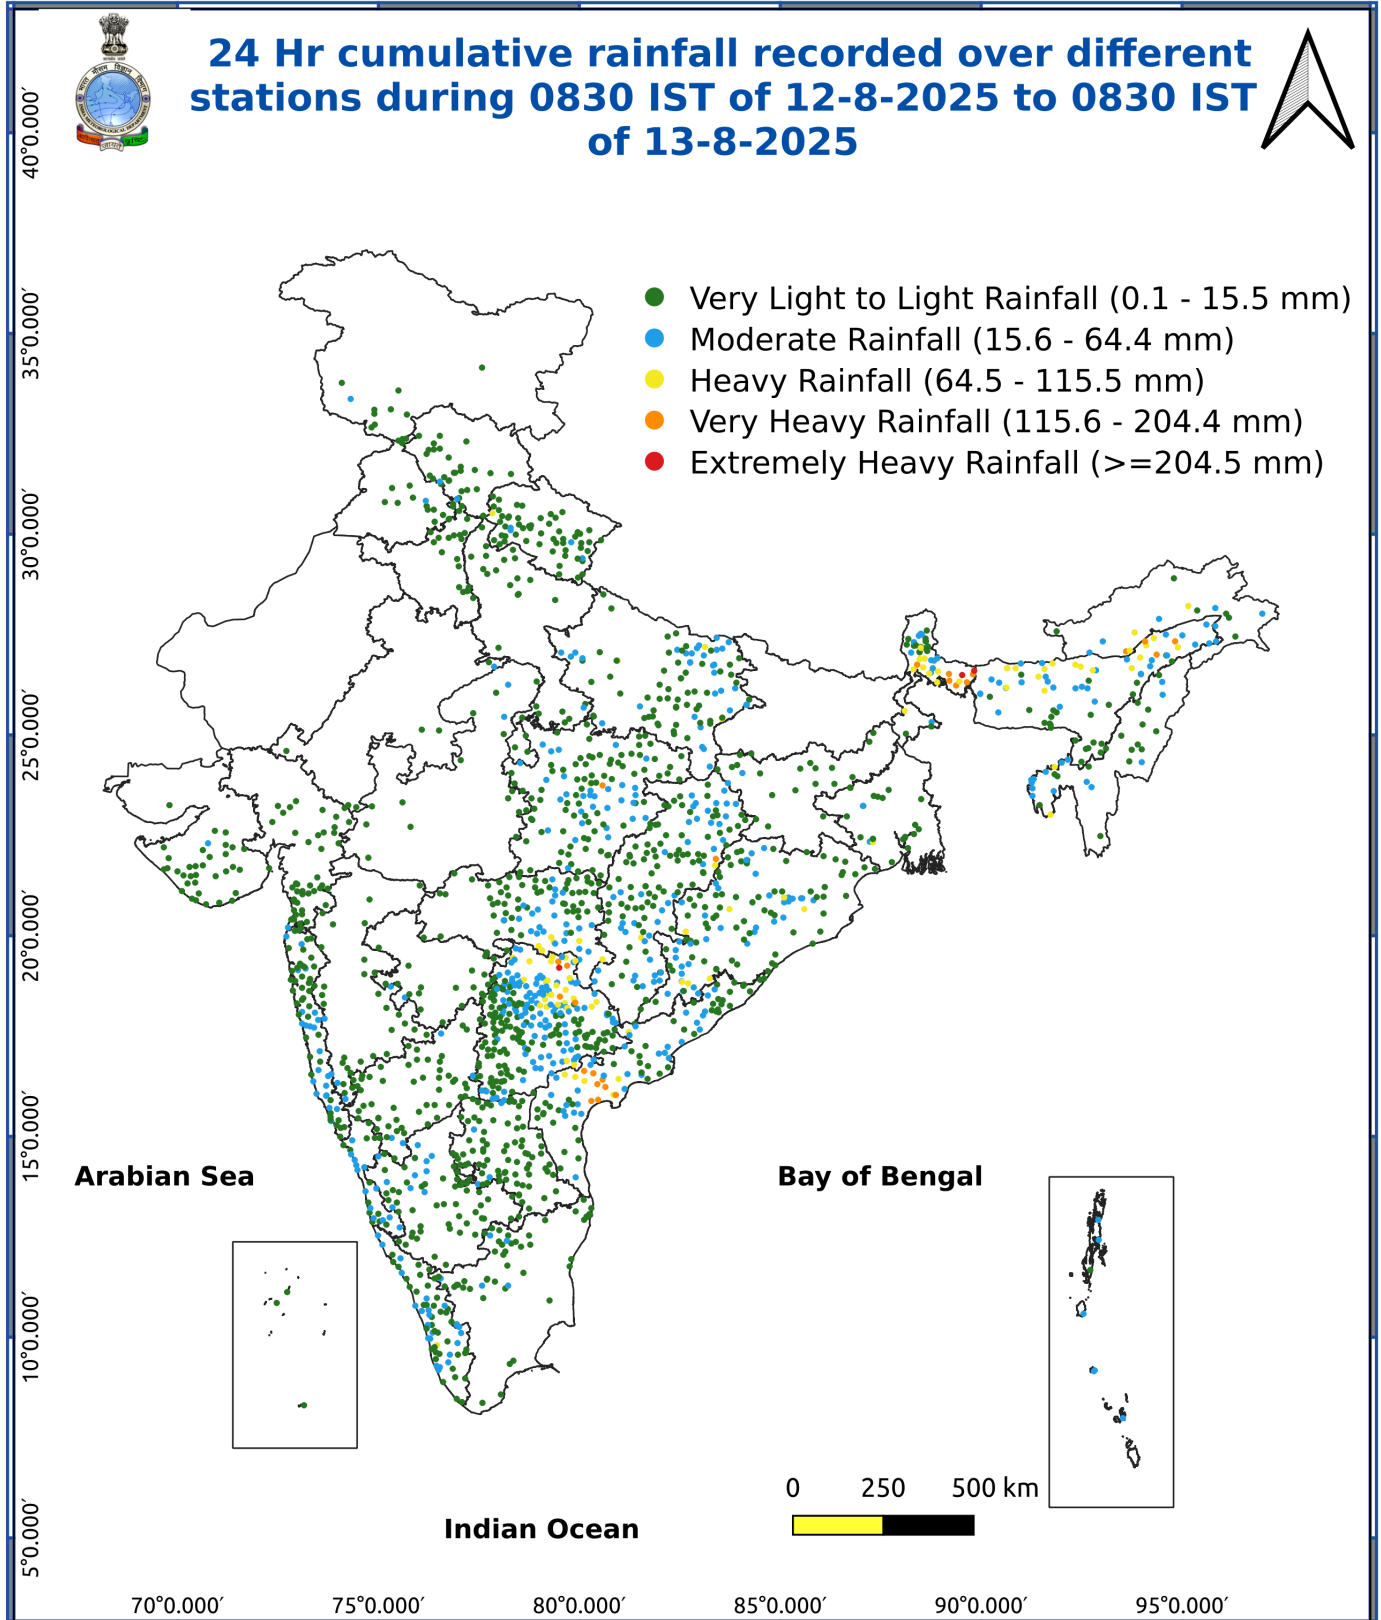 24 Hr cumulative rainfall recorded over different
stations during 0830 IST of 12-8-2025 to 0830 IST
of 13-8-2025
40°0.000′
35°0.000′
30°0.000′
25°0.000′
20°0.000′
15°0.000′
10°0.000′
5°0.000′
Very Light to Light Rainfall (0.1 - 15.5 mm)
Moderate Rainfall (15.6 - 64.4 mm)
Heavy Rainfall (64.5 - 115.5 mm)
Very Heavy Rainfall (115.6 - 204.4 mm)
Extremely Heavy Rainfall (>=204.5 mm)
Arabian Sea
Bay of Bengal
Indian Ocean
0 250 500 km
70°0.000′ 75°0.000′ 80°0.000′ 85°0.000′ 90°0.000′ 95°0.000′